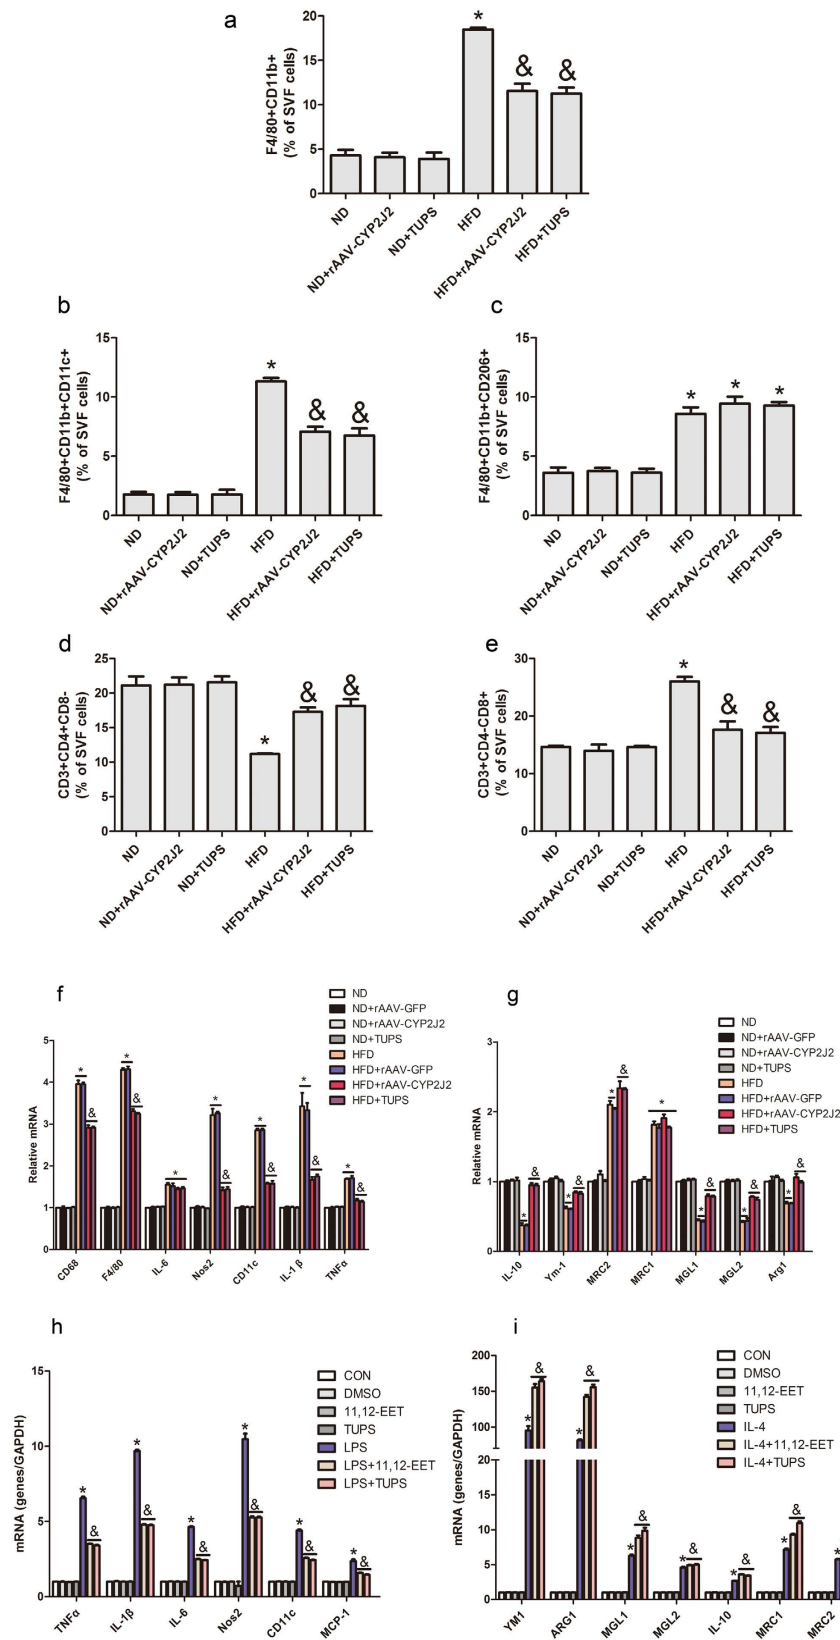 a
F4/80+CD11b+
(% of SVF cells)
20
15
10
5
0
*
&
&
ND
ND+rAAV-CYP2J2
ND+TUPS
HFD
HFD+rAAV-CYP2J2
HFD+TUPS
b
F4/80+CD11b+CD11c+
(% of SVF cells)
15
10
5
0
*
&
&
ND
ND+rAAV-CYP2J2
ND+TUPS
HFD
HFD+rAAV-CYP2J2
HFD+TUPS
c
F4/80+CD11b+CD206+
(% of SVF cells)
15
10
5
0
*
*
*
ND
ND+rAAV-CYP2J2
ND+TUPS
HFD
HFD+rAAV-CYP2J2
HFD+TUPS
d
CD3+CD4+CD8-
(% of SVF cells)
25
20
15
10
5
0
*
&
&
ND
ND+rAAV-CYP2J2
ND+TUPS
HFD
HFD+rAAV-CYP2J2
HFD+TUPS
e
CD3+CD4-CD8+
(% of SVF cells)
30
20
10
0
*
&
&
ND
ND+rAAV-CYP2J2
ND+TUPS
HFD
HFD+rAAV-CYP2J2
HFD+TUPS
f
ND
ND+rAAV-GFP
ND+rAAV-CYP2J2
ND+TUPS
HFD
HFD+rAAV-GFP
HFD+rAAV-CYP2J2
HFD+TUPS
Relative mRNA
5
4
3
2
1
0
* & * & * * & * & * & * &
CD68 F4/80 IL-6 Nos2 CD11c IL-1 β TNFα
g
ND
ND+rAAV-GFP
ND+rAAV-CYP2J2
ND+TUPS
HFD
HFD+rAAV-GFP
HFD+rAAV-CYP2J2
HFD+TUPS
Relative mRNA
3
2
1
0
* & * & * & * * & * & * &
IL-10 Ym-1 MRC2 MRC1 MGL1 MGL2 Arg1
h
CON
DMSO
11,12-EET
TUPS
LPS
LPS+11,12-EET
LPS+TUPS
mRNA (genes/GAPDH)
15
10
5
0
* & * & * & * & * & * &
TNFα IL-1β IL-6 Nos2 CD11c MCP-1
i
CON
DMSO
11,12-EET
TUPS
IL-4
IL-4+11,12-EET
IL-4+TUPS
mRNA (genes/GAPDH)
200
150
100
50
20
15
10
5
0
* & * & * & * & * & * & *
YM1 ARG1 MGL1 MGL2 IL-10 MRC1 MRC2